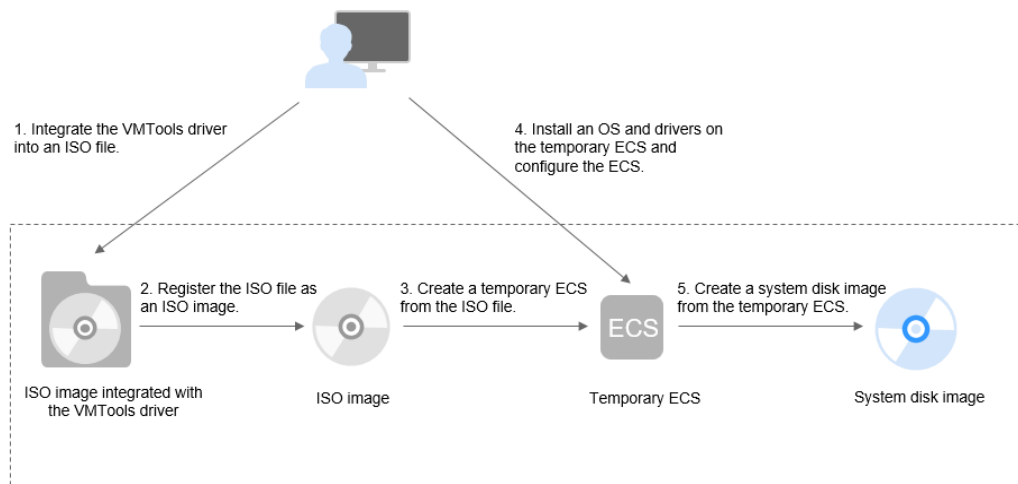 1. Integrate the VMTools driver
into an ISO file.
4. Install an OS and drivers on
the temporary ECS and
configure the ECS.
2. Register the ISO file as
an ISO image.
3. Create a temporary ECS
from the ISO file.
5. Create a system disk image
from the temporary ECS.
ECS
ISO image integrated with
the VMTools driver
ISO image
Temporary ECS
System disk image